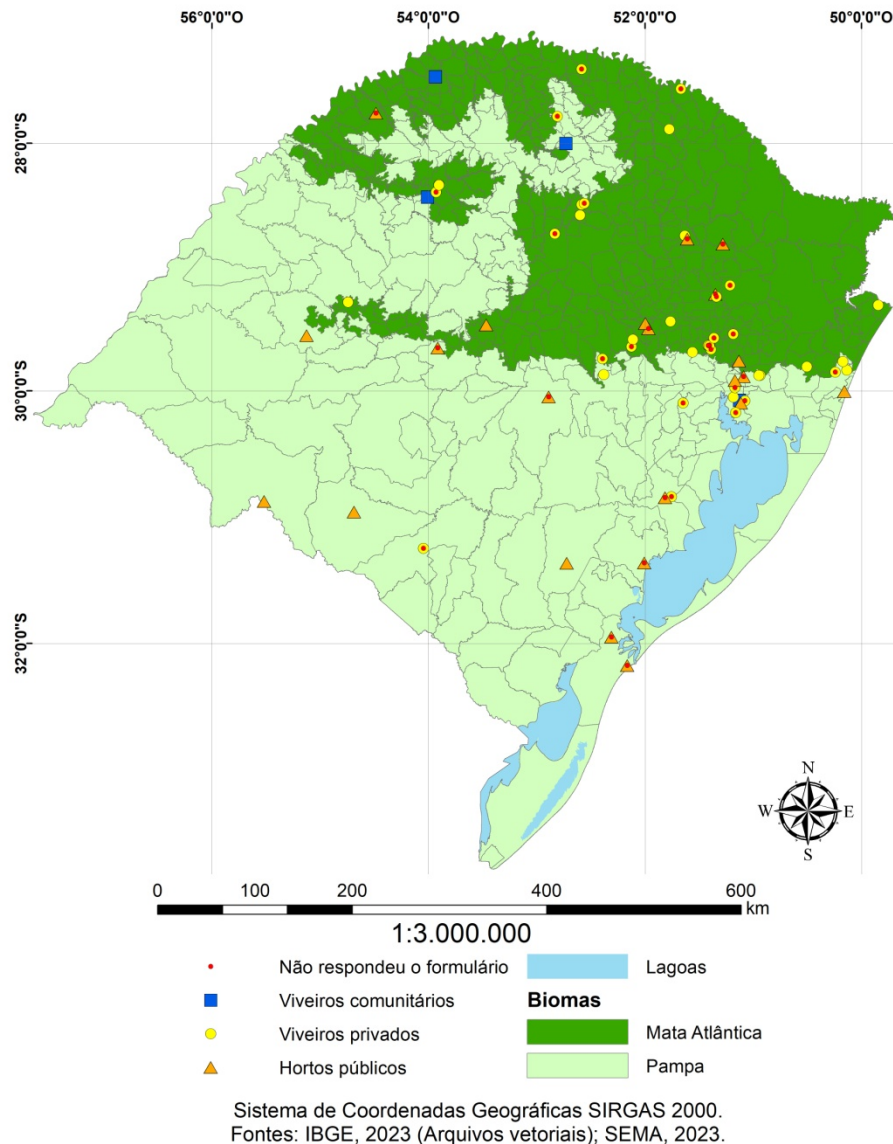 56°0'0"O 54°0'0"O 52°0'0"O 50°0'0"O
28°0'0"S
30°0'0"S
32°0'0"S
N
W E
S
0 100 200 400 600
km
1:3.000.000
Não respondeu o formulário
Viveiros comunitários
Viveiros privados
Hortos públicos
Lagoas
Biomas
Mata Atlântica
Pampa
Sistema de Coordenadas Geográficas SIRGAS 2000.
Fontes: IBGE, 2023 (Arquivos vetoriais); SEMA, 2023.